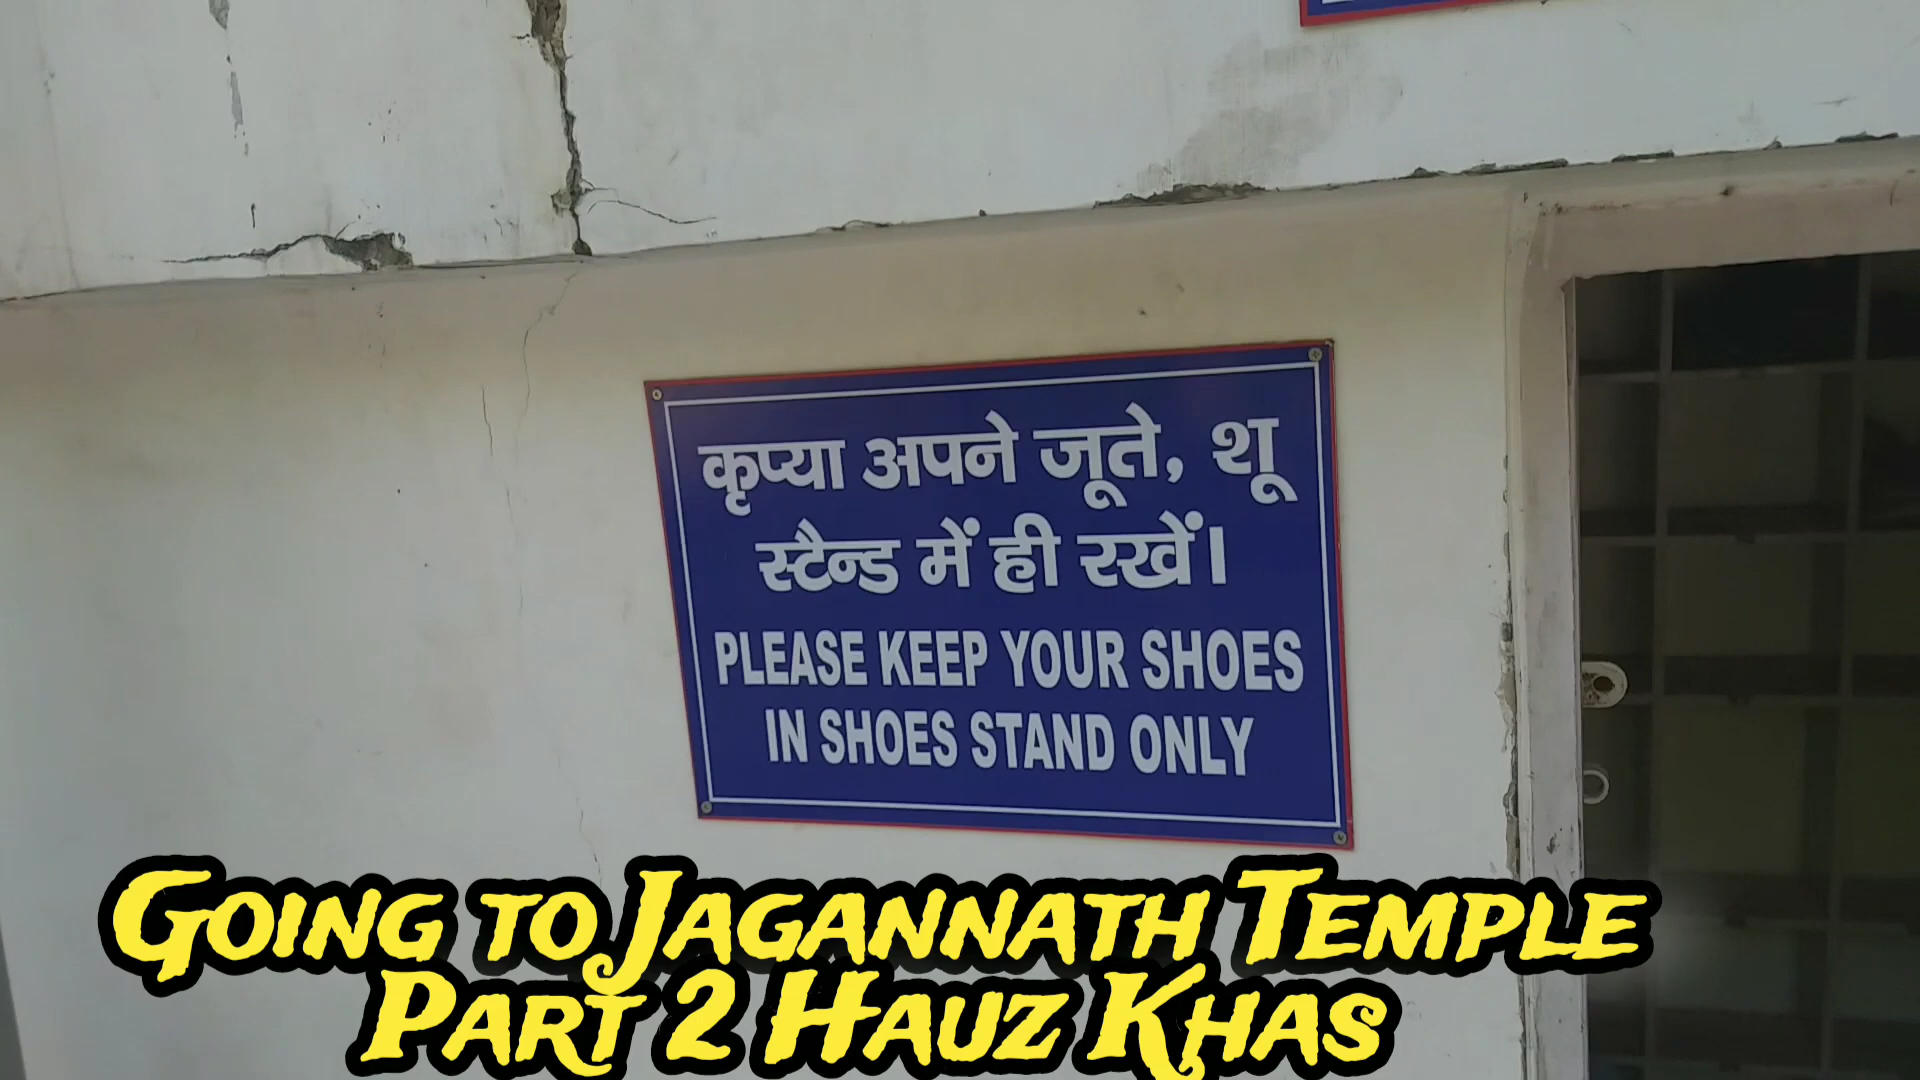 कृप्या अपने जूते, शू
स्टैन्ड में ही रखें।
PLEASE KEEP YOUR SHOES
IN SHOES STAND ONLY
GOING TO JAGANNATH TEMPLE
PART 2 HAUZ KHAS